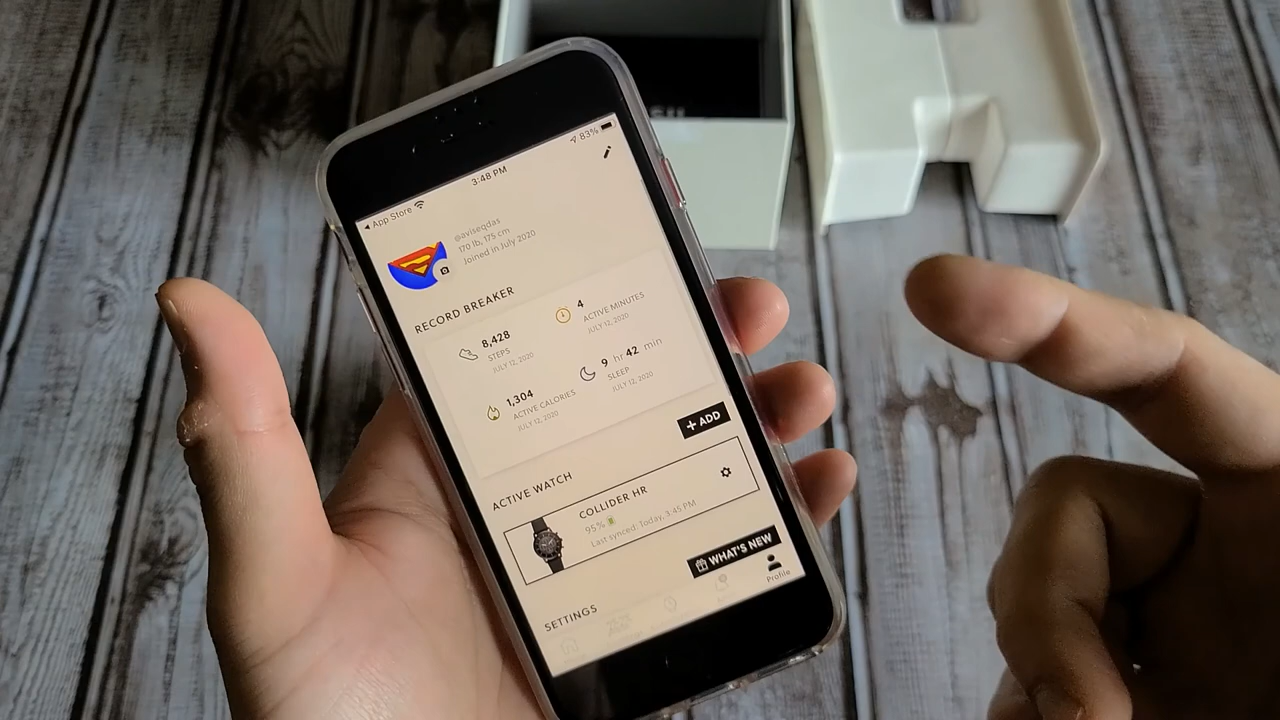 App Store
3:48 PM
83%
@aviseqdas
170 lb, 175 cm
Joined in July 2020
RECORD BREAKER
8,428
STEPS
JULY 12, 2020
4
ACTIVE MINUTES
JULY 12, 2020
1,304
ACTIVE CALORIES
JULY 12, 2020
9 hr 42 min
SLEEP
JULY 12, 2020
+ ADD
ACTIVE WATCH
COLLIDER HR
95%
Last synced: Today, 3:45 PM
WHAT'S NEW
SETTINGS
Profile